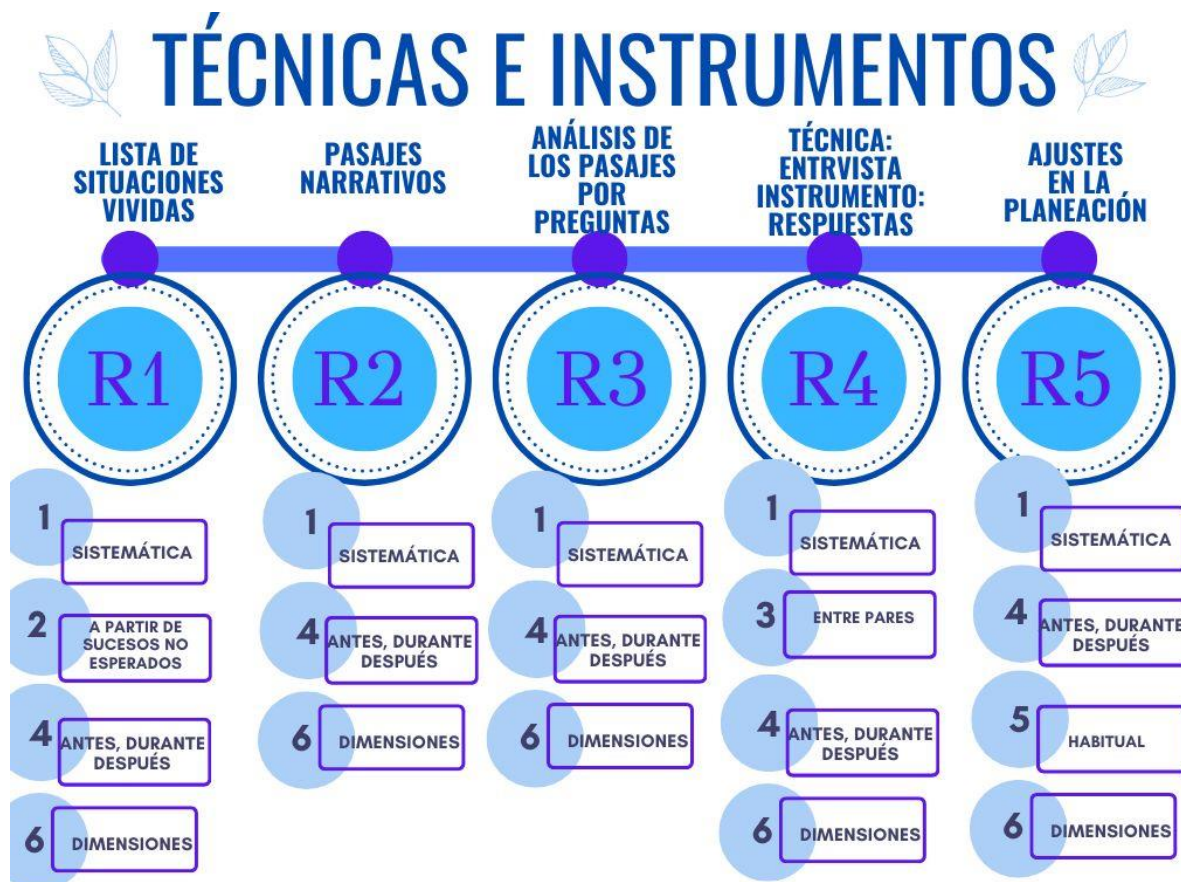 TÉCNICAS E INSTRUMENTOS
LISTA DE
SITUACIONES
VIVIDAS
PASAJES
NARRATIVOS
ANÁLISIS DE
LOS PASAJES
POR
PREGUNTAS
TÉCNICA:
ENTRVISTA
INSTRUMENTO:
RESPUESTAS
AJUSTES
EN LA
PLANEACIÓN
R1
R2
R3
R4
R5
1
SISTEMÁTICA
2
A PARTIR DE
SUCESOS NO
ESPERADOS
4
ANTES, DURANTE
DESPUÉS
6
DIMENSIONES
1
SISTEMÁTICA
4
ANTES, DURANTE
DESPUÉS
6
DIMENSIONES
1
SISTEMÁTICA
4
ANTES, DURANTE
DESPUÉS
6
DIMENSIONES
1
SISTEMÁTICA
3
ENTRE PARES
4
ANTES, DURANTE
DESPUÉS
6
DIMENSIONES
1
SISTEMÁTICA
4
ANTES, DURANTE
DESPUÉS
5
HABITUAL
6
DIMENSIONES